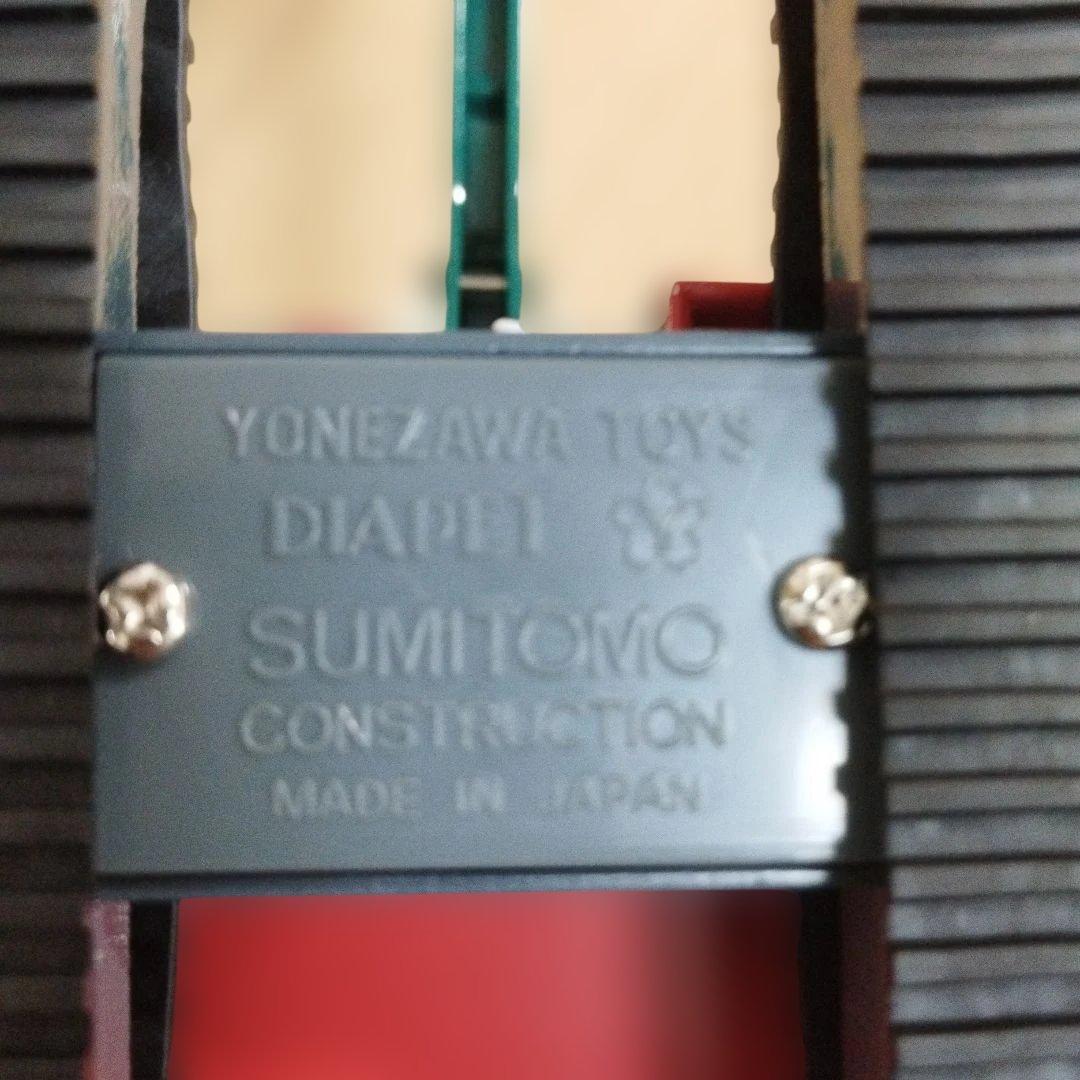 YONEZAWA TOYS
DIAPET
SUMITOMO
CONSTRUCTION
MADE IN JAPAN